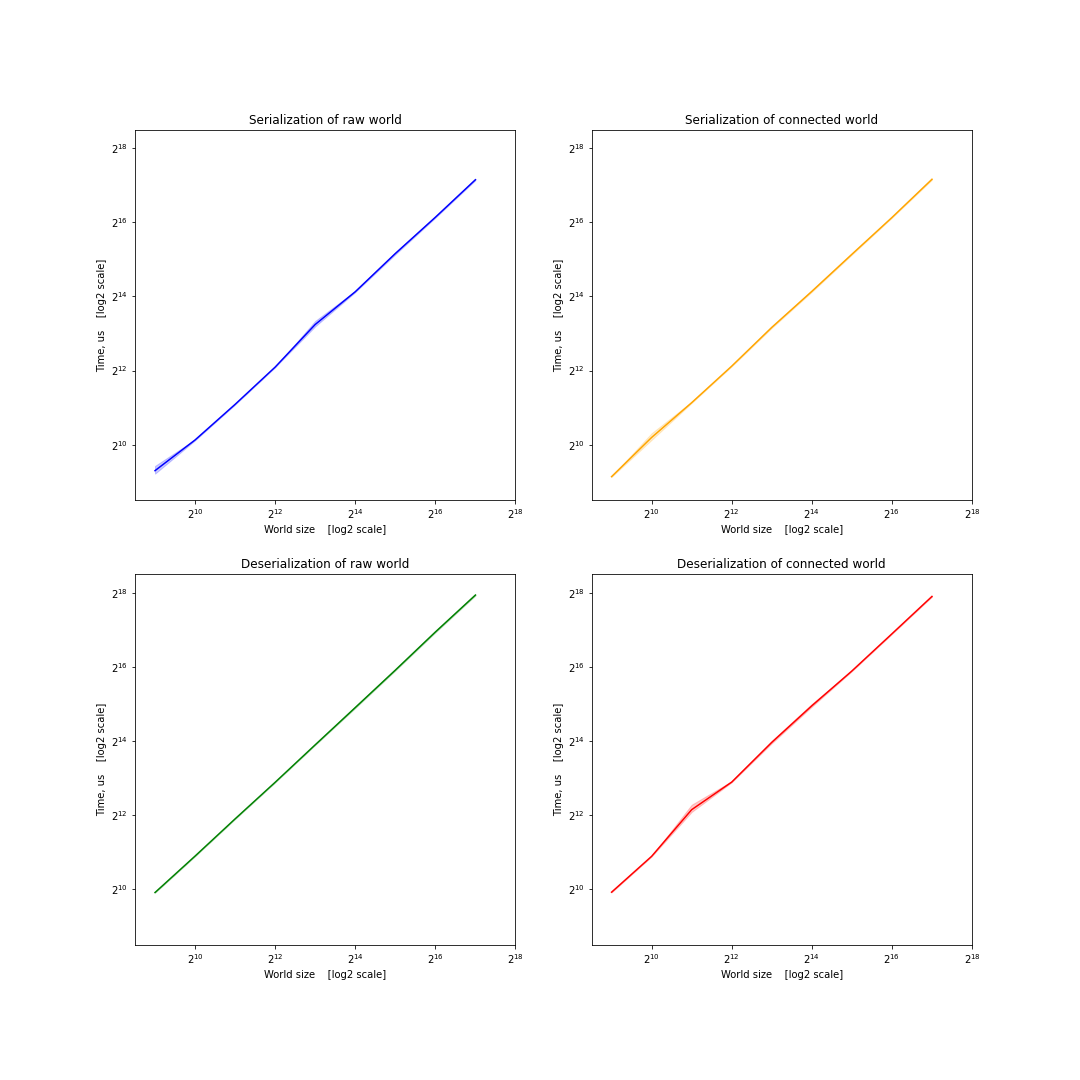 Serialization of raw world
Time, us    [log2 scale]
2^18
2^16
2^14
2^12
2^10
2^10 2^12 2^14 2^16 2^18
World size    [log2 scale]
Serialization of connected world
Time, us    [log2 scale]
2^18
2^16
2^14
2^12
2^10
2^10 2^12 2^14 2^16 2^18
World size    [log2 scale]
Deserialization of raw world
Time, us    [log2 scale]
2^18
2^16
2^14
2^12
2^10
2^10 2^12 2^14 2^16 2^18
World size    [log2 scale]
Deserialization of connected world
Time, us    [log2 scale]
2^18
2^16
2^14
2^12
2^10
2^10 2^12 2^14 2^16 2^18
World size    [log2 scale]